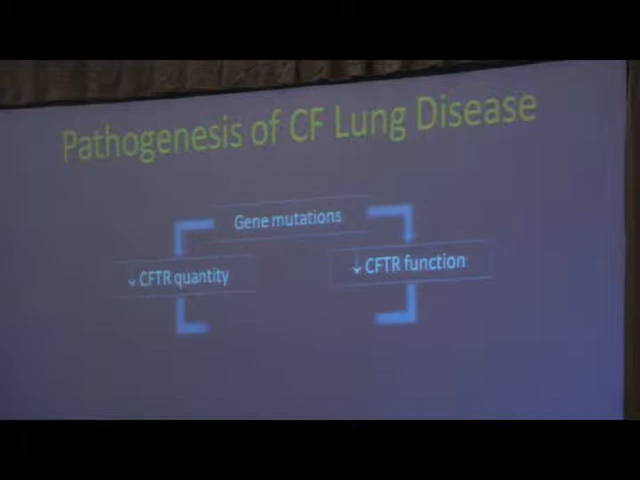 Pathogenesis of CF Lung Disease
Gene mutations
↓ CFTR quantity
↓ CFTR function